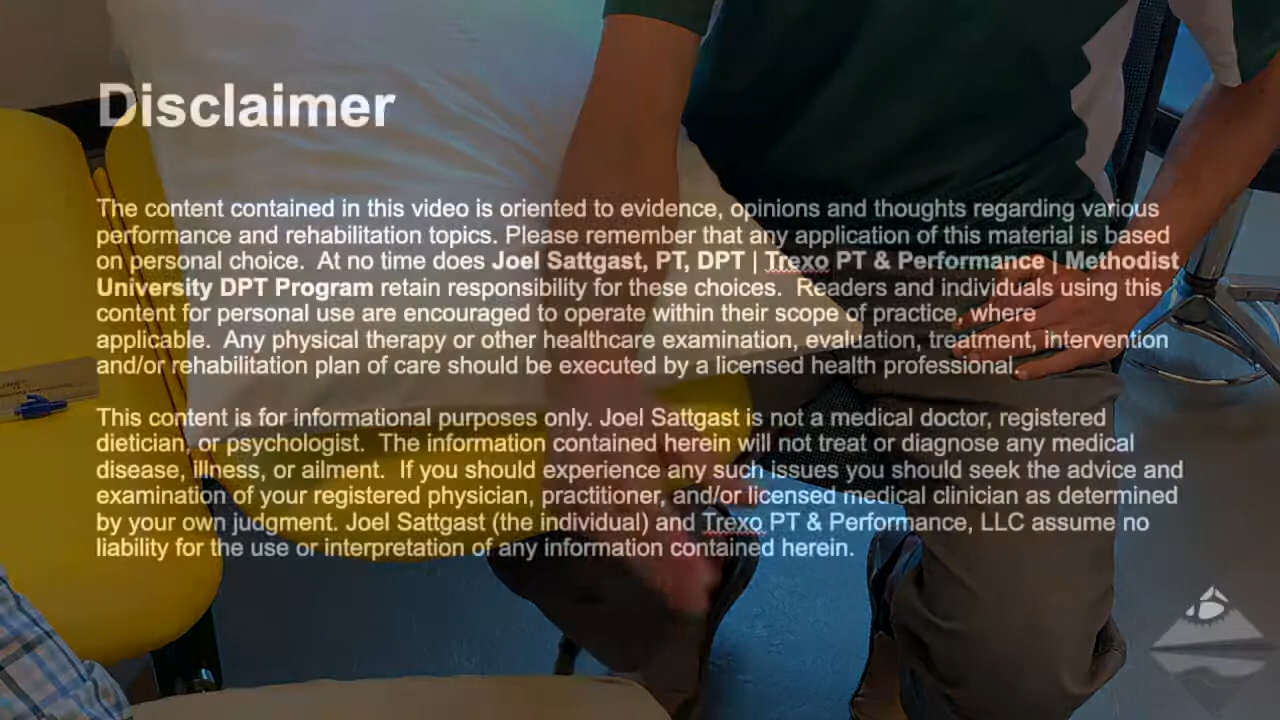 Disclaimer
The content contained in this video is oriented to evidence, opinions and thoughts regarding various
performance and rehabilitation topics. Please remember that any application of this material is based
on personal choice.  At no time does Joel Sattgast, PT, DPT | Trexo PT & Performance | Methodist
University DPT Program retain responsibility for these choices.  Readers and individuals using this
content for personal use are encouraged to operate within their scope of practice, where
applicable.  Any physical therapy or other healthcare examination, evaluation, treatment, intervention
and/or rehabilitation plan of care should be executed by a licensed health professional.
This content is for informational purposes only. Joel Sattgast is not a medical doctor, registered
dietician, or psychologist.  The information contained herein will not treat or diagnose any medical
disease, illness, or ailment.  If you should experience any such issues you should seek the advice and
examination of your registered physician, practitioner, and/or licensed medical clinician as determined
by your own judgment. Joel Sattgast (the individual) and Trexo PT & Performance, LLC assume no
liability for the use or interpretation of any information contained herein.